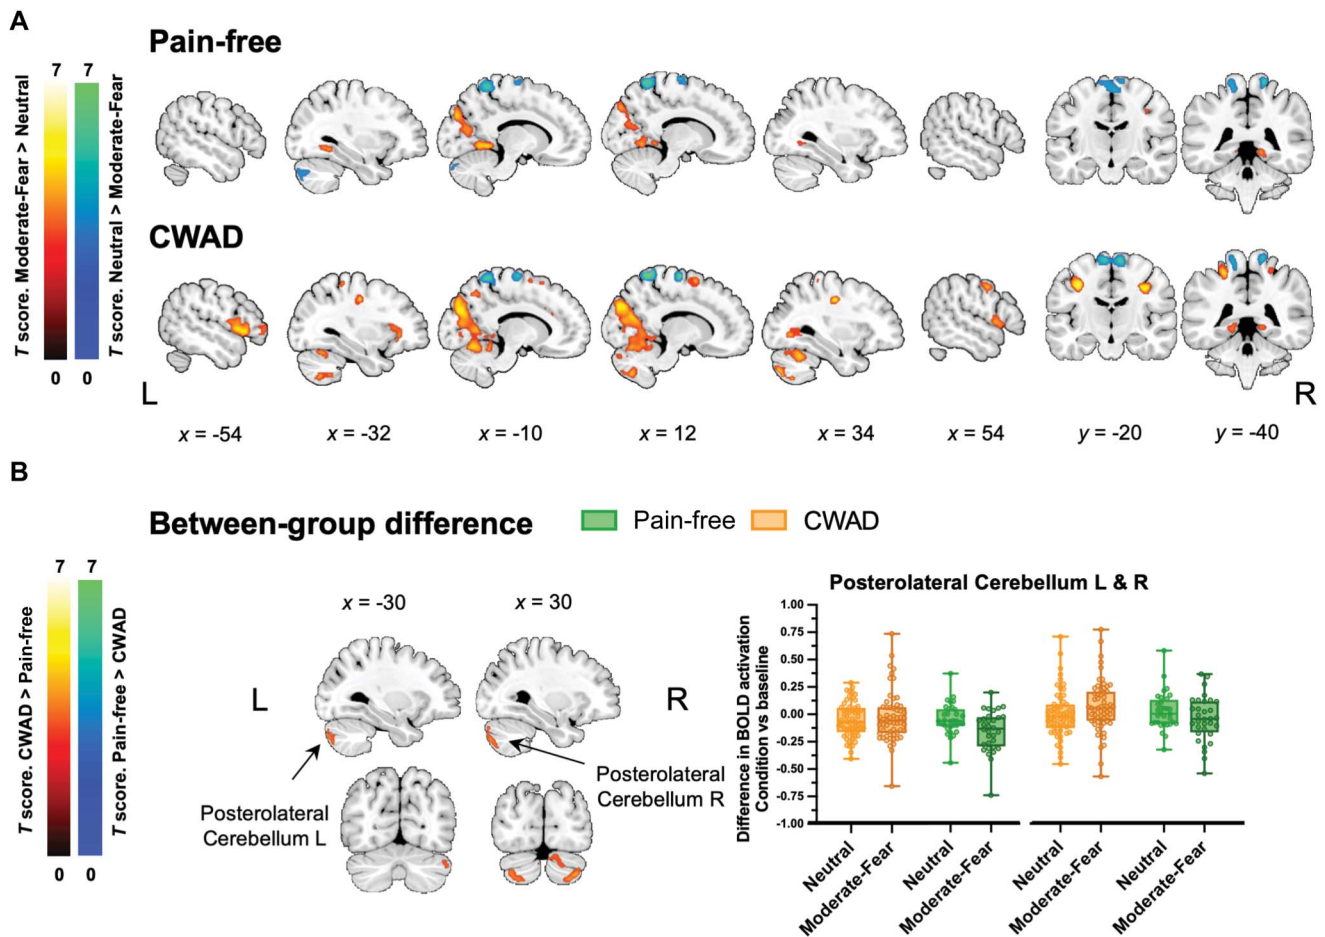 A
Pain-free
7 7
T score. Moderate-Fear > Neutral
T score. Neutral > Moderate-Fear
0 0
CWAD
L
R
x = -54
x = -32
x = -10
x = 12
x = 34
x = 54
y = -20
y = -40
B
Between-group difference
Pain-free
CWAD
7 7
T score. CWAD > Pain-free
T score. Pain-free > CWAD
0 0
x = -30
x = 30
L
R
Posterolateral
Cerebellum L
Posterolateral
Cerebellum R
Posterolateral Cerebellum L & R
Difference in BOLD activation
Condition vs baseline
1.00
0.75
0.50
0.25
0.00
-0.25
-0.50
-0.75
-1.00
Neutral
Moderate-Fear
Neutral
Moderate-Fear
Neutral
Moderate-Fear
Neutral
Moderate-Fear